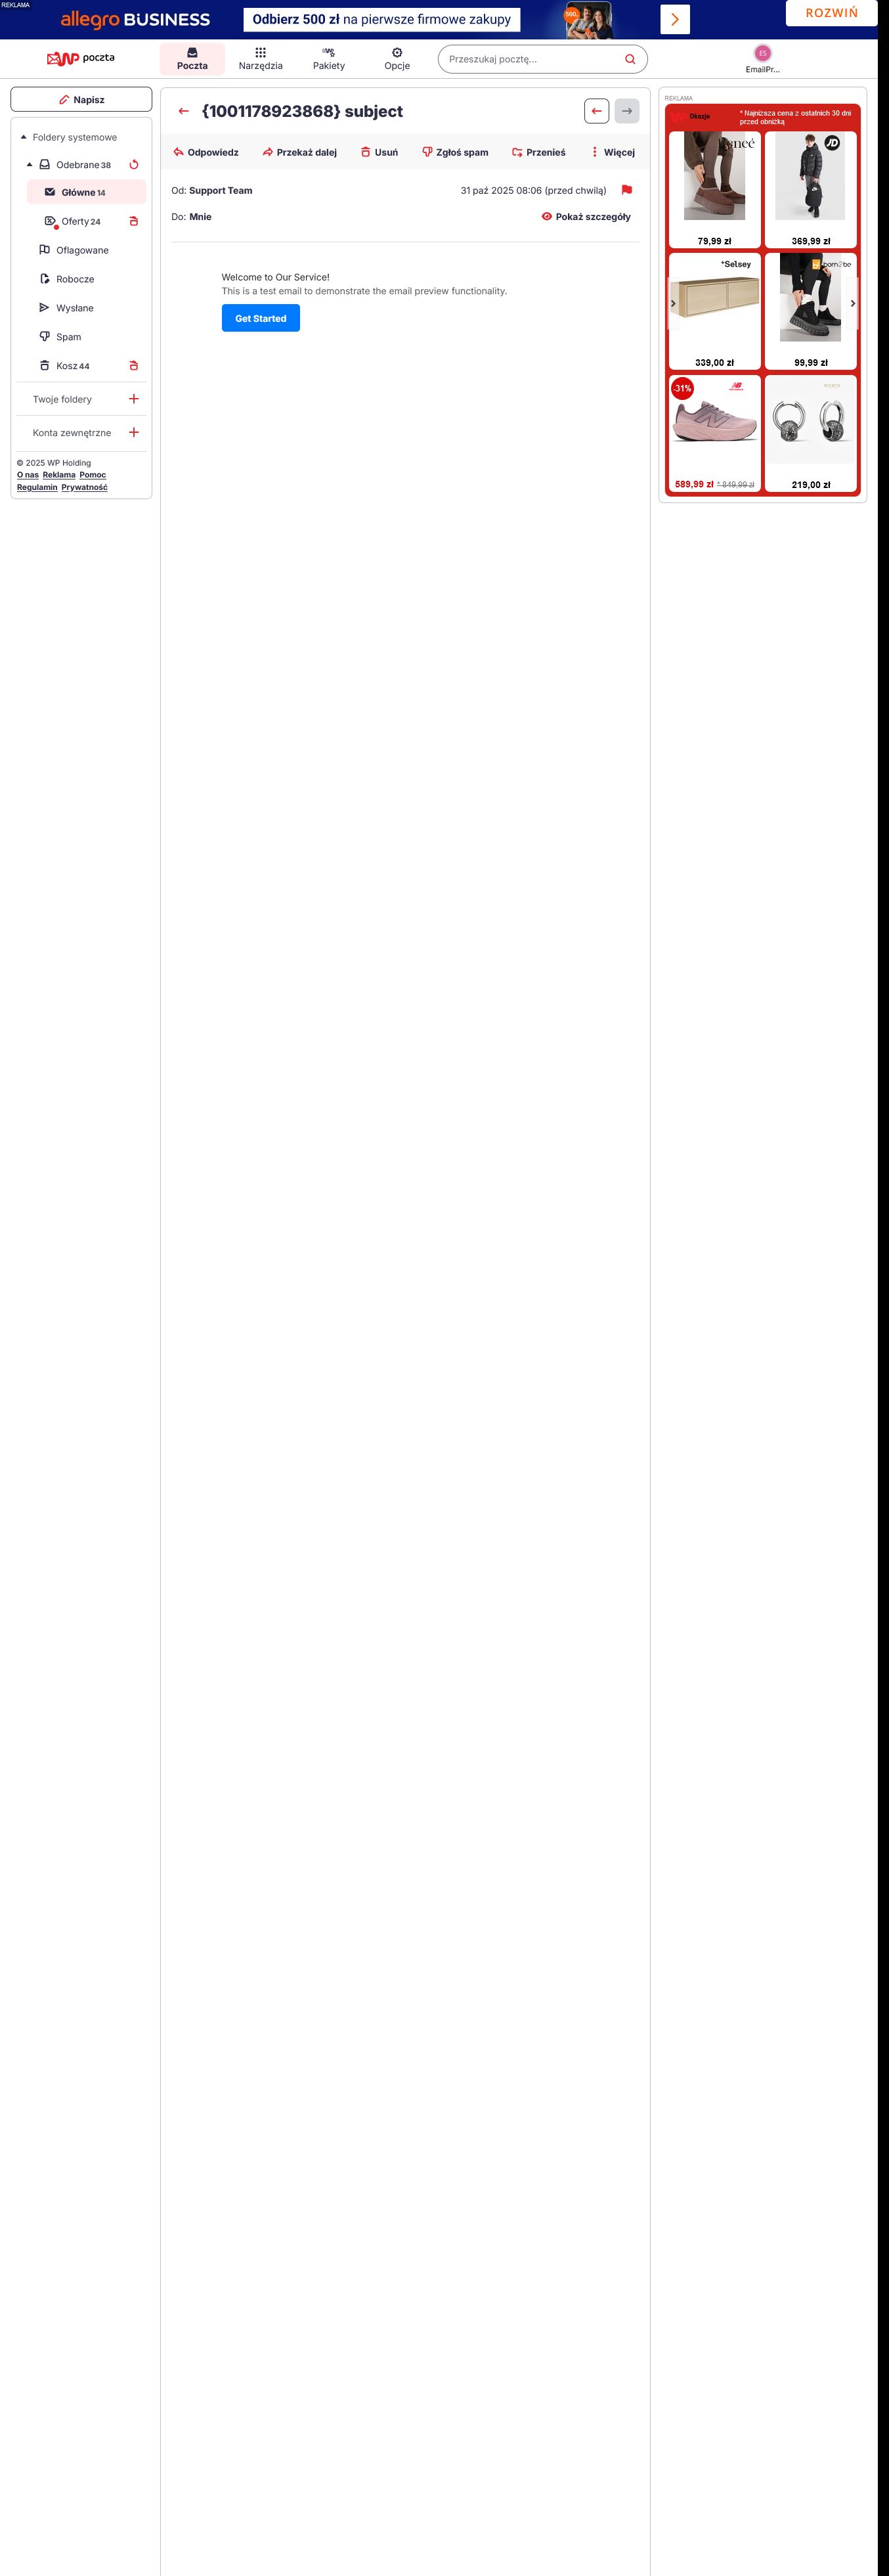 REKLAMA
allegro BUSINESS
Odbierz 500 zł na pierwsze firmowe zakupy
500,-
ROZWIŃ
WP poczta
Poczta
Narzędzia
Pakiety
Opcje
Przeszukaj pocztę...
ES
EmailPr...
Napisz
Foldery systemowe
Odebrane 38
Główne 14
Oferty 24
Oflagowane
Robocze
Wysłane
Spam
Kosz 44
Twoje foldery
Konta zewnętrzne
© 2025 WP Holding
O nas Reklama Pomoc
Regulamin Prywatność
{1001178923868} subject
Odpowiedz
Przekaż dalej
Usuń
Zgłoś spam
Przenieś
Więcej
Od: Support Team
31 paź 2025 08:06 (przed chwilą)
Do: Mnie
Pokaż szczegóły
Welcome to Our Service!
This is a test email to demonstrate the email preview functionality.
Get Started
REKLAMA
WP Okazje
* Najniższa cena z ostatnich 30 dni
przed obniżką
79,99 zł
JD
369,99 zł
Selsey
339,00 zł
born2be
99,99 zł
-31%
589,99 zł * 849,99 zł
219,00 zł